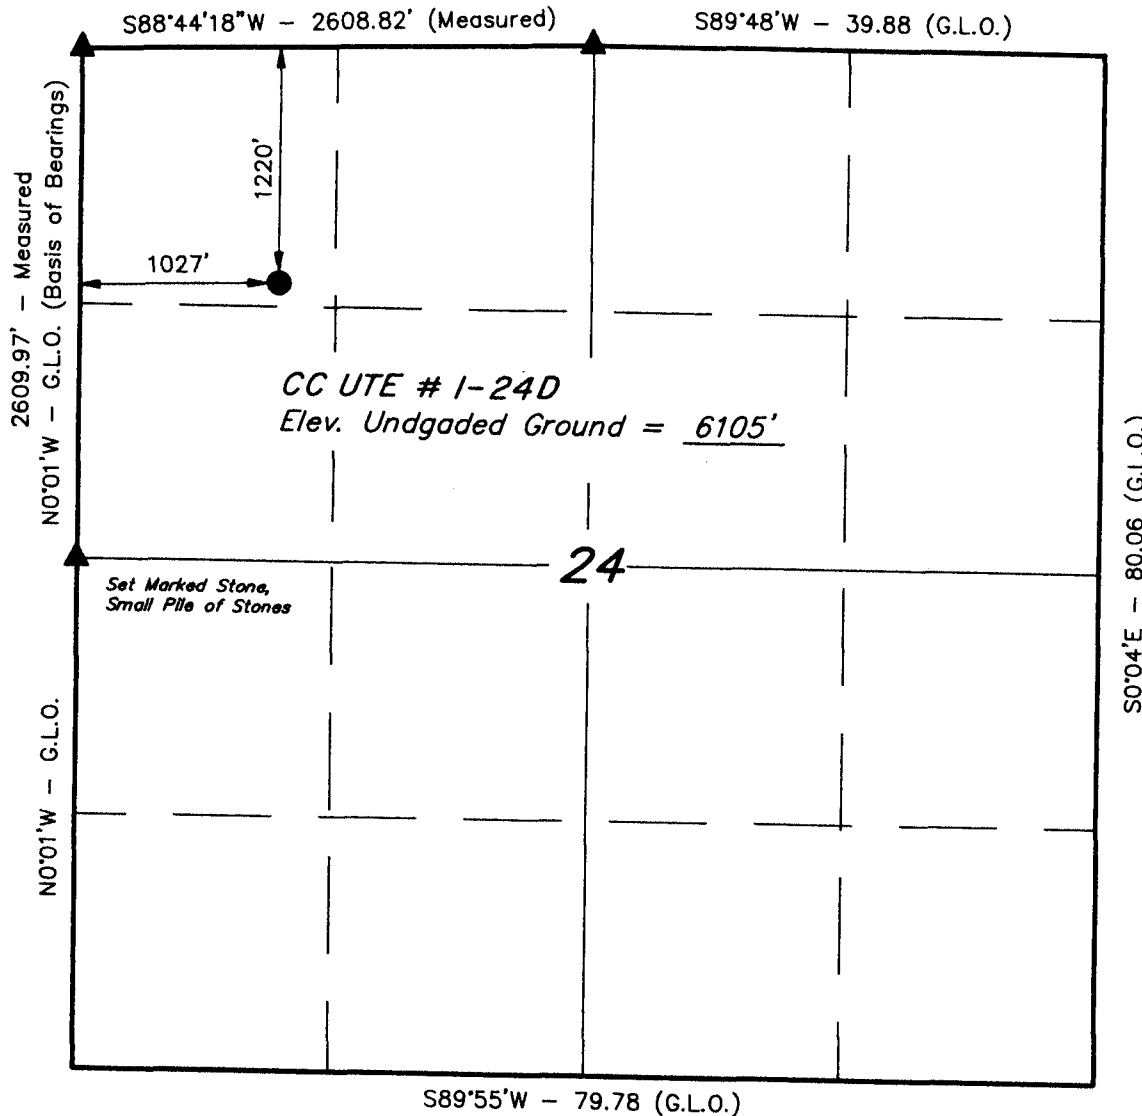 S88°44'18"W - 2608.82' (Measured)
S89°48'W - 39.88 (G.L.O.)
2609.97' - Measured
N0°01'W - G.L.O. (Basis of Bearings)
1220'
1027'
CC UTE # 1-24D
Elev. Undgaded Ground = 6105'
24
Set Marked Stone,
Small Pile of Stones
S0°04'E - 80.06 (G.L.O.)
N0°01'W - G.L.O.
S89°55'W - 79.78 (G.L.O.)